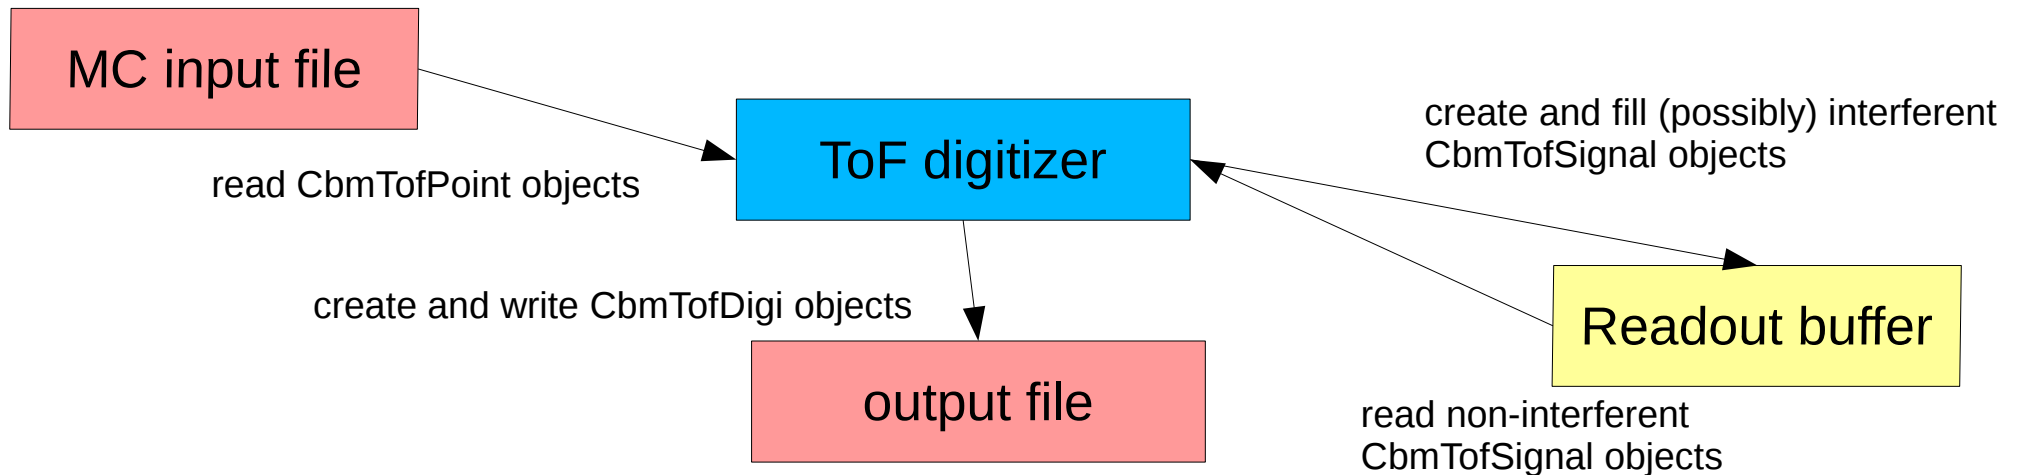 MC input file
create and fill (possibly) interferent
CbmTofSignal objects
ToF digitizer
read CbmTofPoint objects
create and write CbmTofDigi objects
Readout buffer
output file
read non-interferent
CbmTofSignal objects